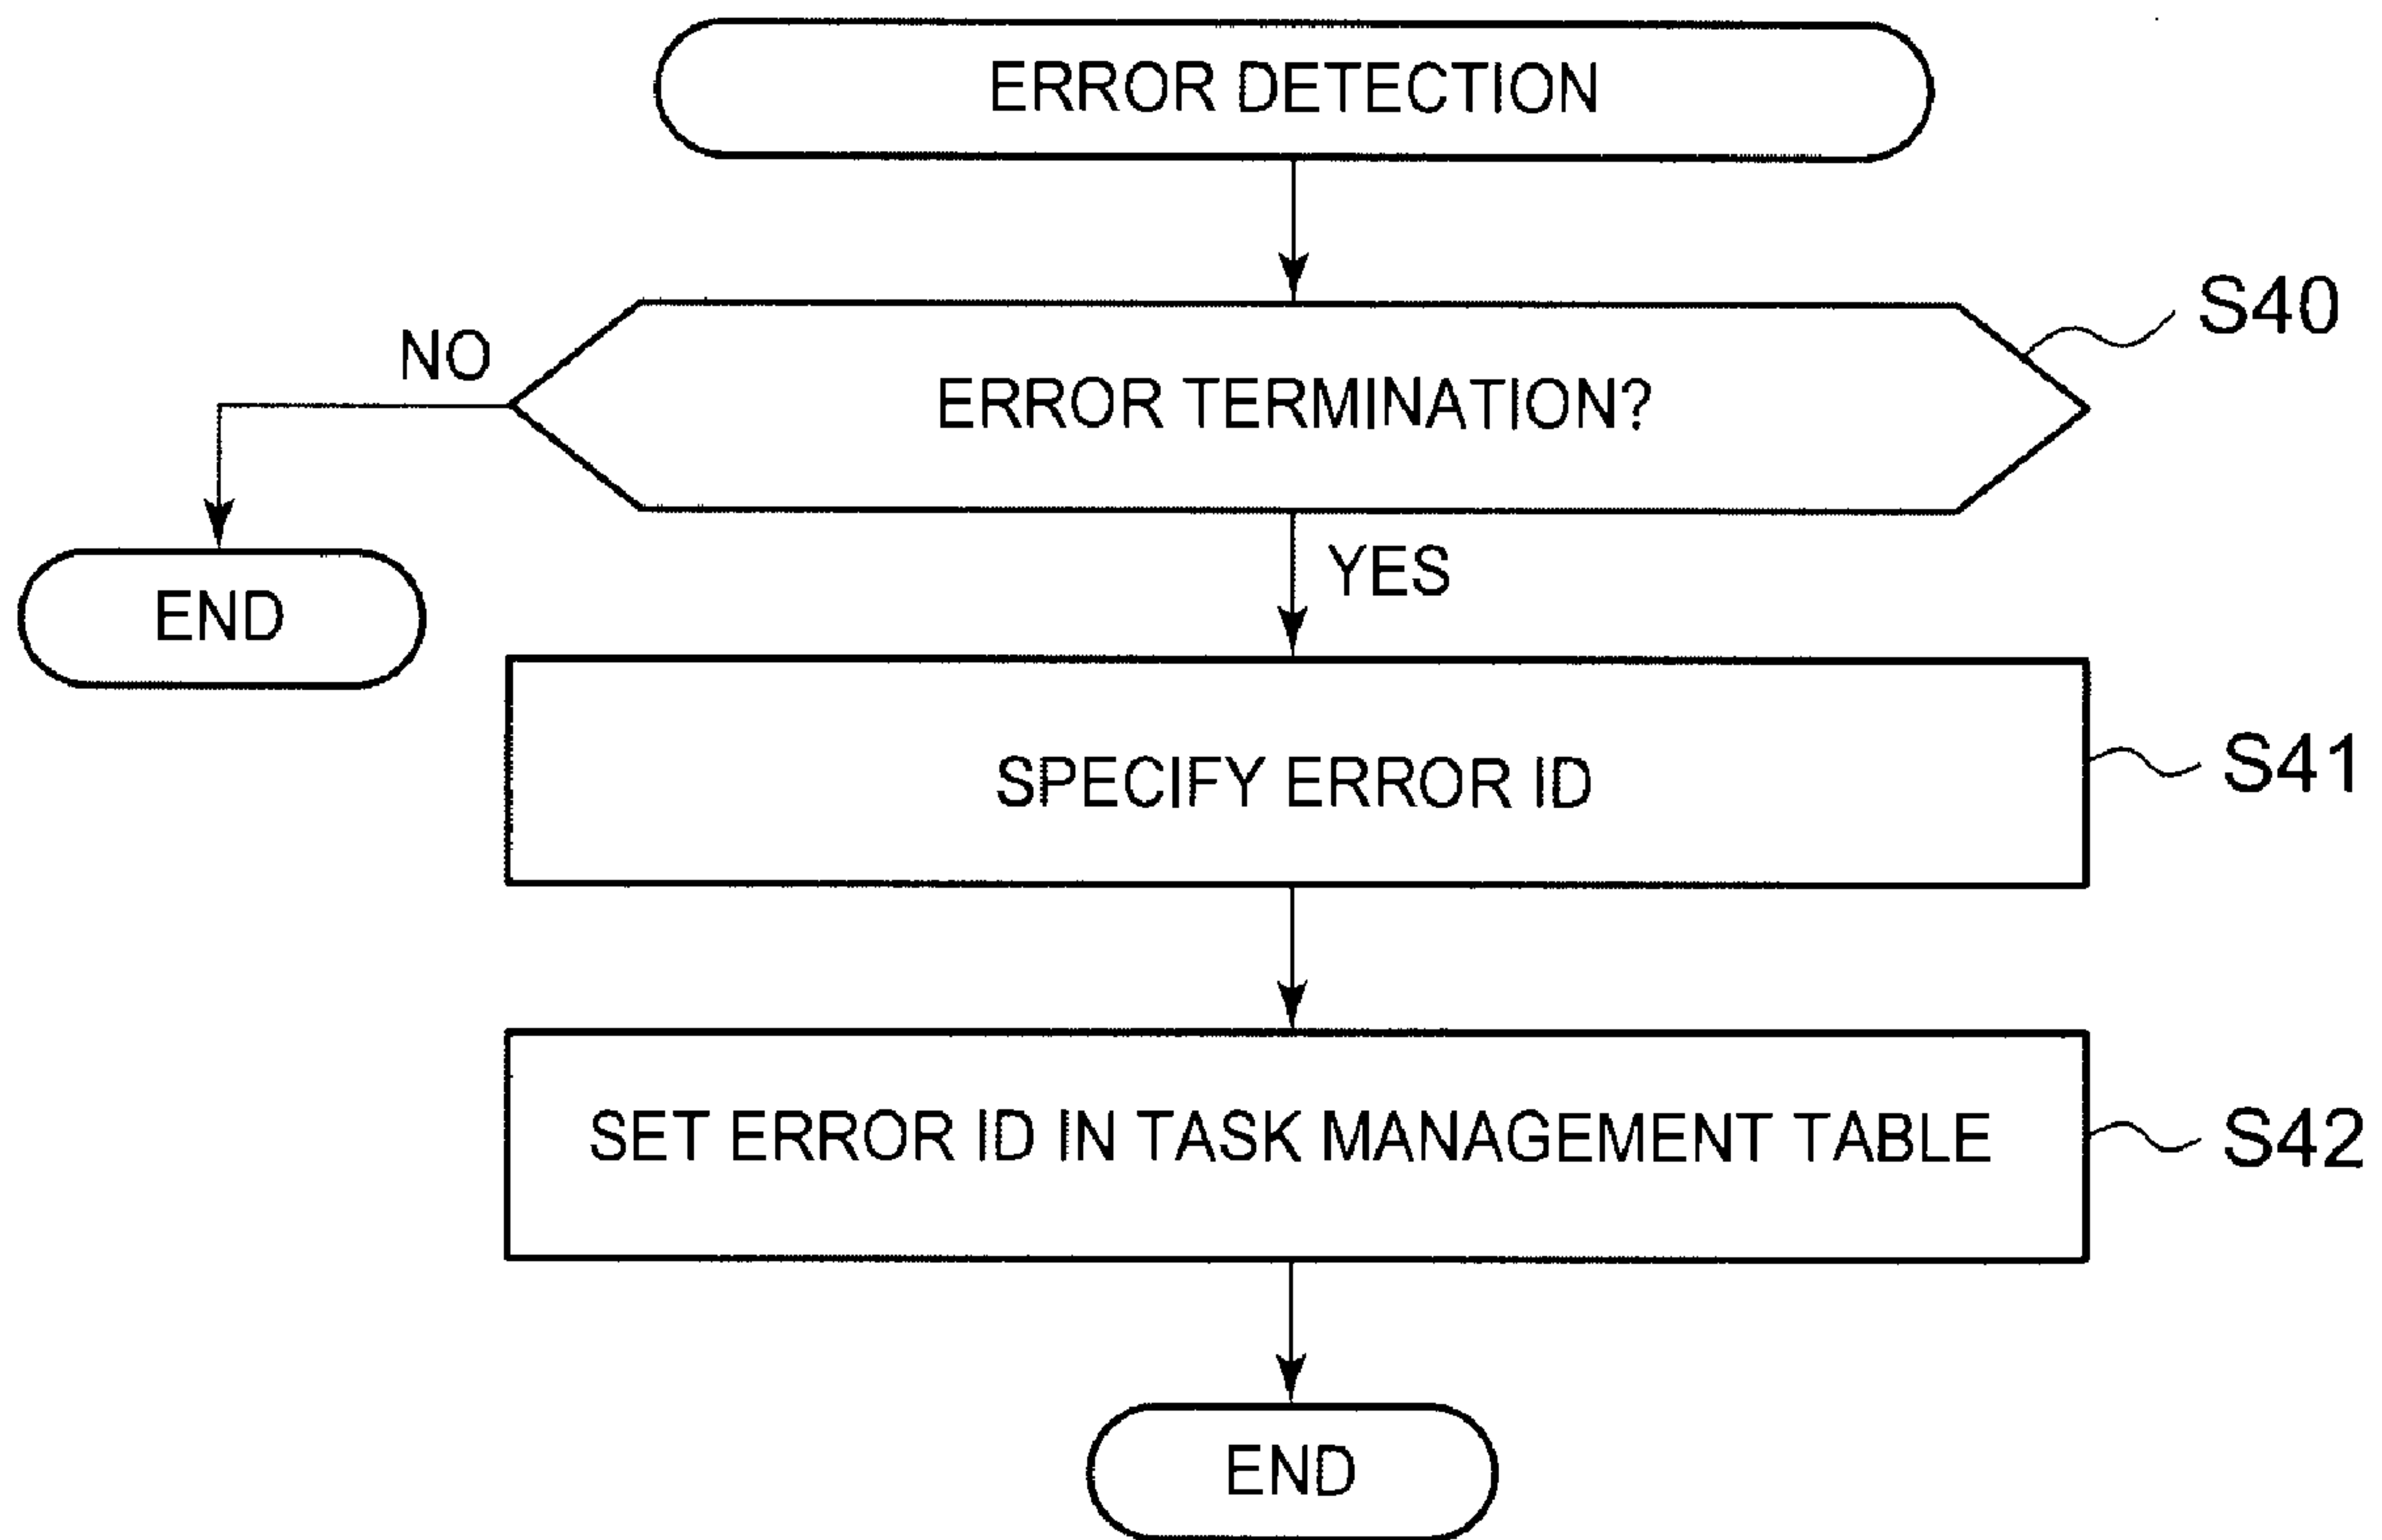 ERROR DETECTION
S40
NO
ERROR TERMINATION?
YES
END
SPECIFY ERROR ID
S41
SET ERROR ID IN TASK MANAGEMENT TABLE
S42
END